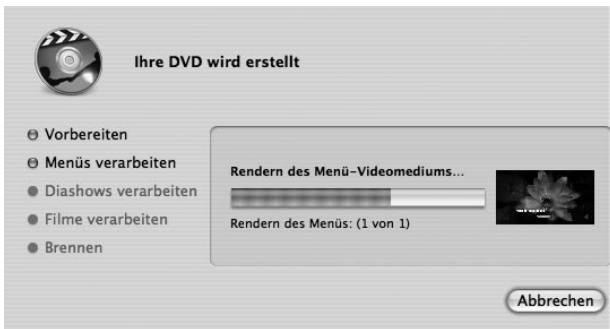 Ihre DVD wird erstellt
Vorbereiten
Menüs verarbeiten
Diashows verarbeiten
Filme verarbeiten
Brennen
Rendern des Menü-Videomediums...
Rendern des Menüs: (1 von 1)
Abbrechen